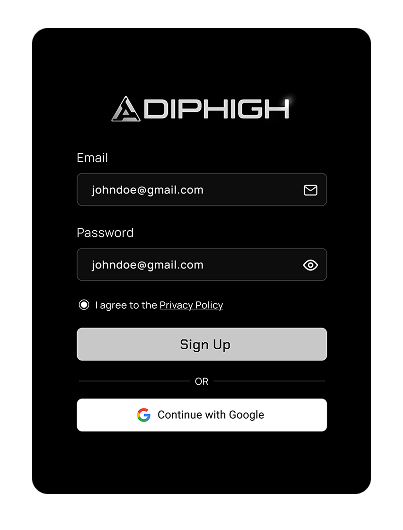 ADIPHIGH
Email
johndoe@gmail.com
Password
johndoe@gmail.com
I agree to the Privacy Policy
Sign Up
OR
Continue with Google